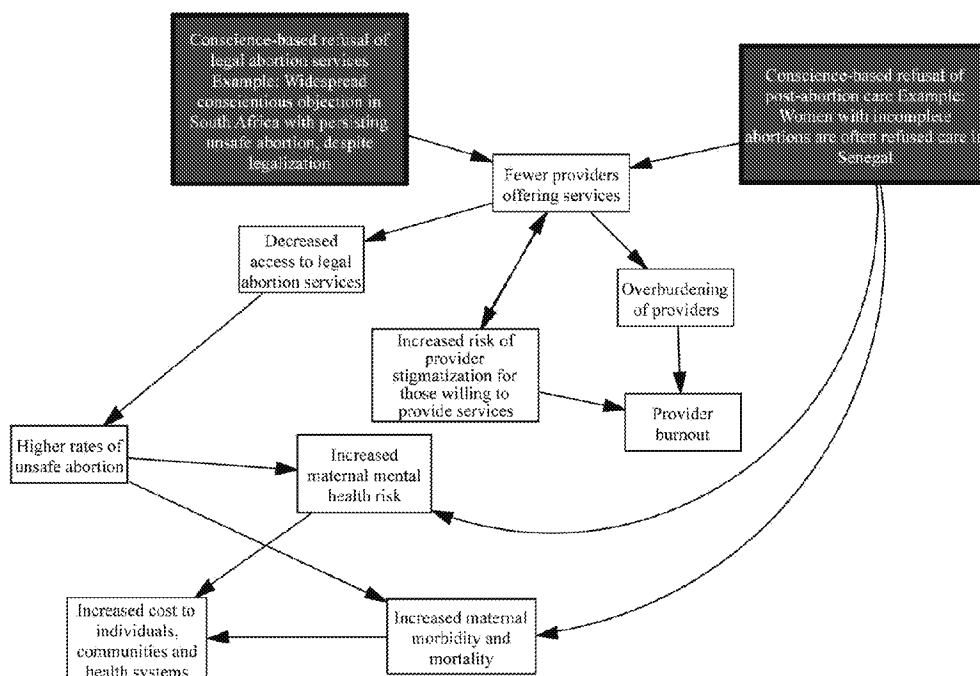 Conscience-based refusal of
legal abortion services
Example: Widespread
conscientious objection in
South Africa with persisting
unsafe abortion, despite
legalization
Conscience-based refusal of
post-abortion care Example:
Women with incomplete
abortions are often refused care i
Senegal
Fewer providers
offering services
Decreased
access to legal
abortion services
Overburdening
of providers
Increased risk of
provider
stigmatization for
those willing to
provide services
Provider
burnout
Higher rates of
unsafe abortion
Increased
maternal mental
health risk
Increased cost to
individuals,
communities and
health systems
Increased maternal
morbidity and
mortality